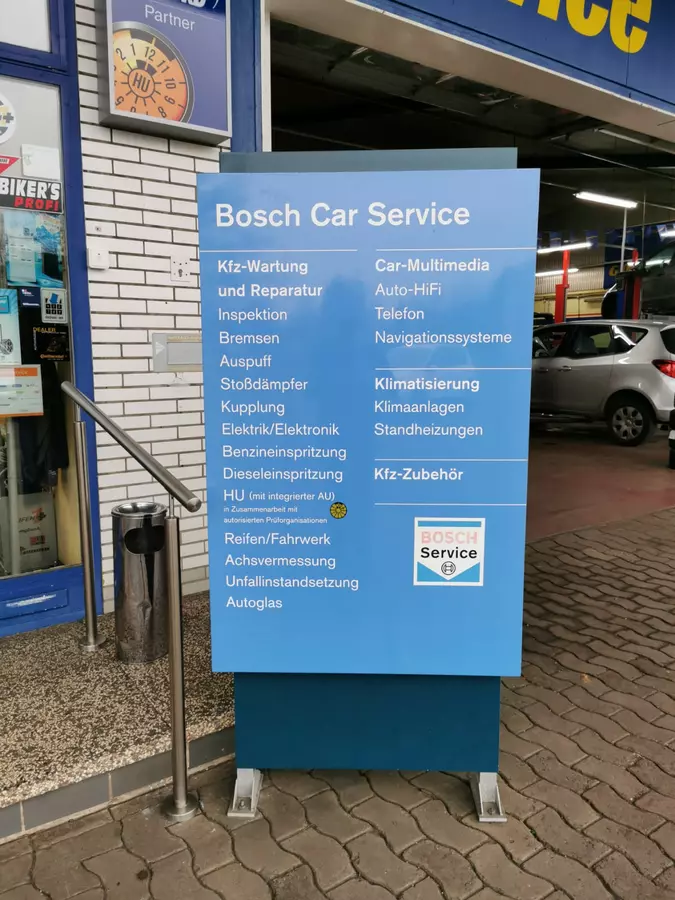 Partner
HU
BIKER'S
PROFI
Service
Bosch Car Service
Kfz-Wartung
und Reparatur
Inspektion
Bremsen
Auspuff
Stoßdämpfer
Kupplung
Elektrik/Elektronik
Benzineinspritzung
Dieseleinspritzung
HU (mit integrierter AU)
in Zusammenarbeit mit
autorisierten Prüforganisationen
Reifen/Fahrwerk
Achsvermessung
Unfallinstandsetzung
Autoglas
Car-Multimedia
Auto-HiFi
Telefon
Navigationssysteme
Klimatisierung
Klimaanlagen
Standheizungen
Kfz-Zubehör
BOSCH
Service